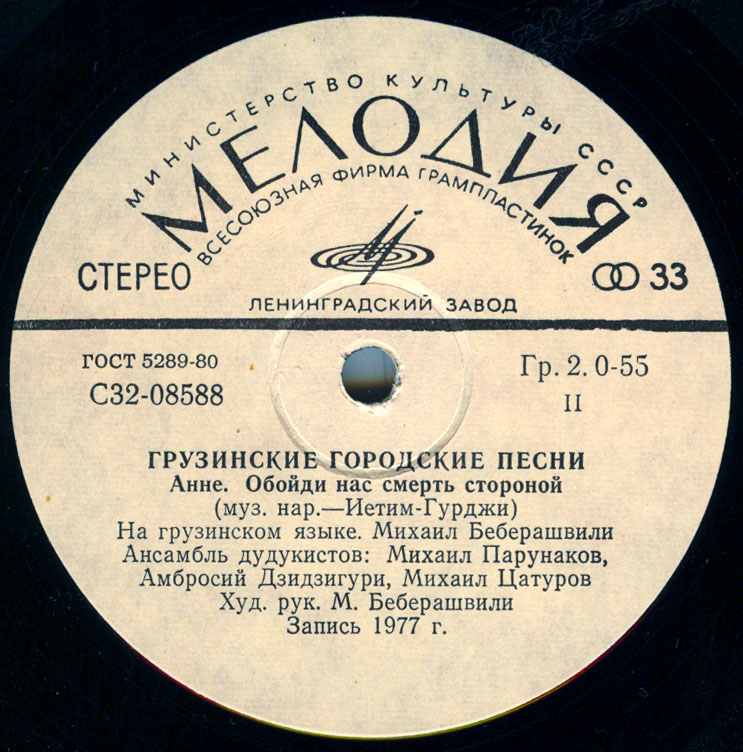 МИНИСТЕРСТВО КУЛЬТУРЫ СССР
МЕЛОДИЯ
ВСЕСОЮЗНАЯ ФИРМА ГРАМПЛАСТИНОК
СТЕРЕО 33
ЛЕНИНГРАДСКИЙ ЗАВОД
ГОСТ 5289-80 Гр. 2. 0-55
С32-08588 II
ГРУЗИНСКИЕ ГОРОДСКИЕ ПЕСНИ
Анне. Обойди нас смерть стороной
(муз. нар.—Иетим-Гурджи)
На грузинском языке. Михаил Беберашвили
Ансамбль дудукистов: Михаил Парунаков,
Амбросий Дзидзигури, Михаил Цатуров
Худ. рук. М. Беберашвили
Запись 1977 г.